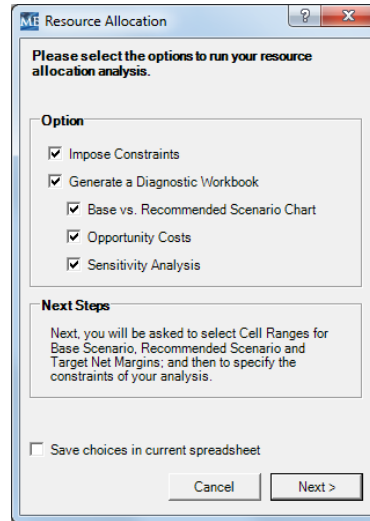 ME Resource Allocation
Please select the options to run your resource
allocation analysis.
Option
Impose Constraints
Generate a Diagnostic Workbook
Base vs. Recommended Scenario Chart
Opportunity Costs
Sensitivity Analysis
Next Steps
Next, you will be asked to select Cell Ranges for
Base Scenario, Recommended Scenario and
Target Net Margins; and then to specify the
constraints of your analysis.
Save choices in current spreadsheet
Cancel
Next >